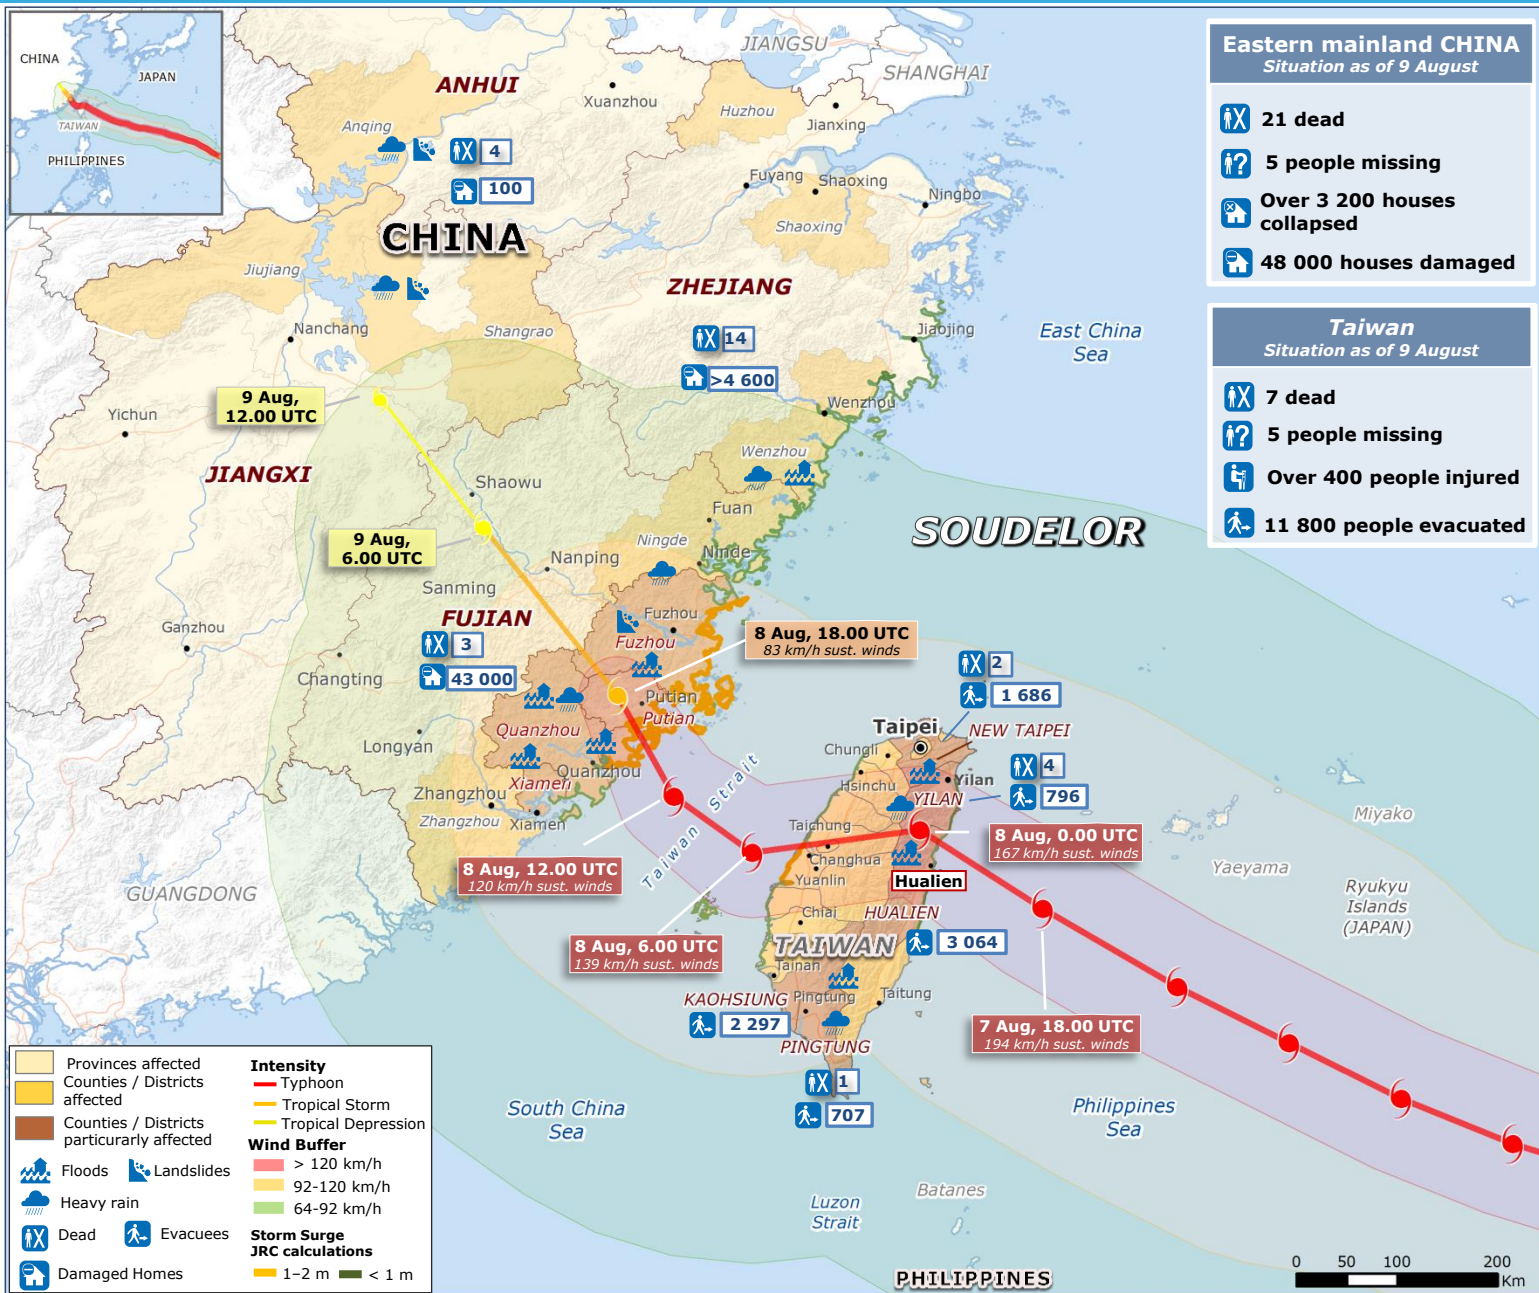 CHINA
JAPAN
TAIWAN
PHILIPPINES
JIANGSU
SHANGHAI
ANHUI
Xuanzhou
Huzhou
Jianxing
Anqing
4
100
Fuyang
Shaoxing
Ningbo
Shaoxing
CHINA
Jiujiang
ZHEJIANG
Nanchang
Shangrao
14
>4 600
Jiaojing
East China
Sea
Eastern mainland CHINA
Situation as of 9 August
21 dead
5 people missing
Over 3 200 houses
collapsed
48 000 houses damaged
Taiwan
Situation as of 9 August
7 dead
5 people missing
Over 400 people injured
11 800 people evacuated
9 Aug,
12.00 UTC
Yichun
Wenzhou
Wenzhou
JIANGXI
Shaowu
Fuan
SOUDELOR
9 Aug,
6.00 UTC
Ningde
Ninde
Nanping
Sanming
FUJIAN
3
43 000
Ganzhou
Changting
Fuzhou
Fuzhou
8 Aug, 18.00 UTC
83 km/h sust. winds
Putian
Putian
Quanzhou
Quanzhou
Longyan
Xiamen
Zhangzhou
Zhangzhou
Xiamen
Taiwan Strait
2
1 686
Taipei
NEW TAIPEI
Chungli
Hsinchu
Yilan
YILAN
4
796
Taichung
Changhua
Yuanlin
8 Aug, 0.00 UTC
167 km/h sust. winds
Miyako
Yaeyama
Ryukyu
Islands
(JAPAN)
8 Aug, 12.00 UTC
120 km/h sust. winds
GUANGDONG
Hualien
HUALIEN
Chiai
8 Aug, 6.00 UTC
139 km/h sust. winds
TAIWAN
3 064
Tainan
KAOHSIUNG
Pingtung
Taitung
2 297
7 Aug, 18.00 UTC
194 km/h sust. winds
PINGTUNG
1
707
South China
Sea
Philippines
Sea
Luzon
Strait
Batanes
PHILIPPINES
Provinces affected
Counties / Districts
affected
Counties / Districts
particurarly affected
Floods
Landslides
Heavy rain
Dead
Evacuees
Damaged Homes
Intensity
Typhoon
Tropical Storm
Tropical Depression
Wind Buffer
> 120 km/h
92-120 km/h
64-92 km/h
Storm Surge
JRC calculations
1–2 m
< 1 m
0 50 100 200
Km